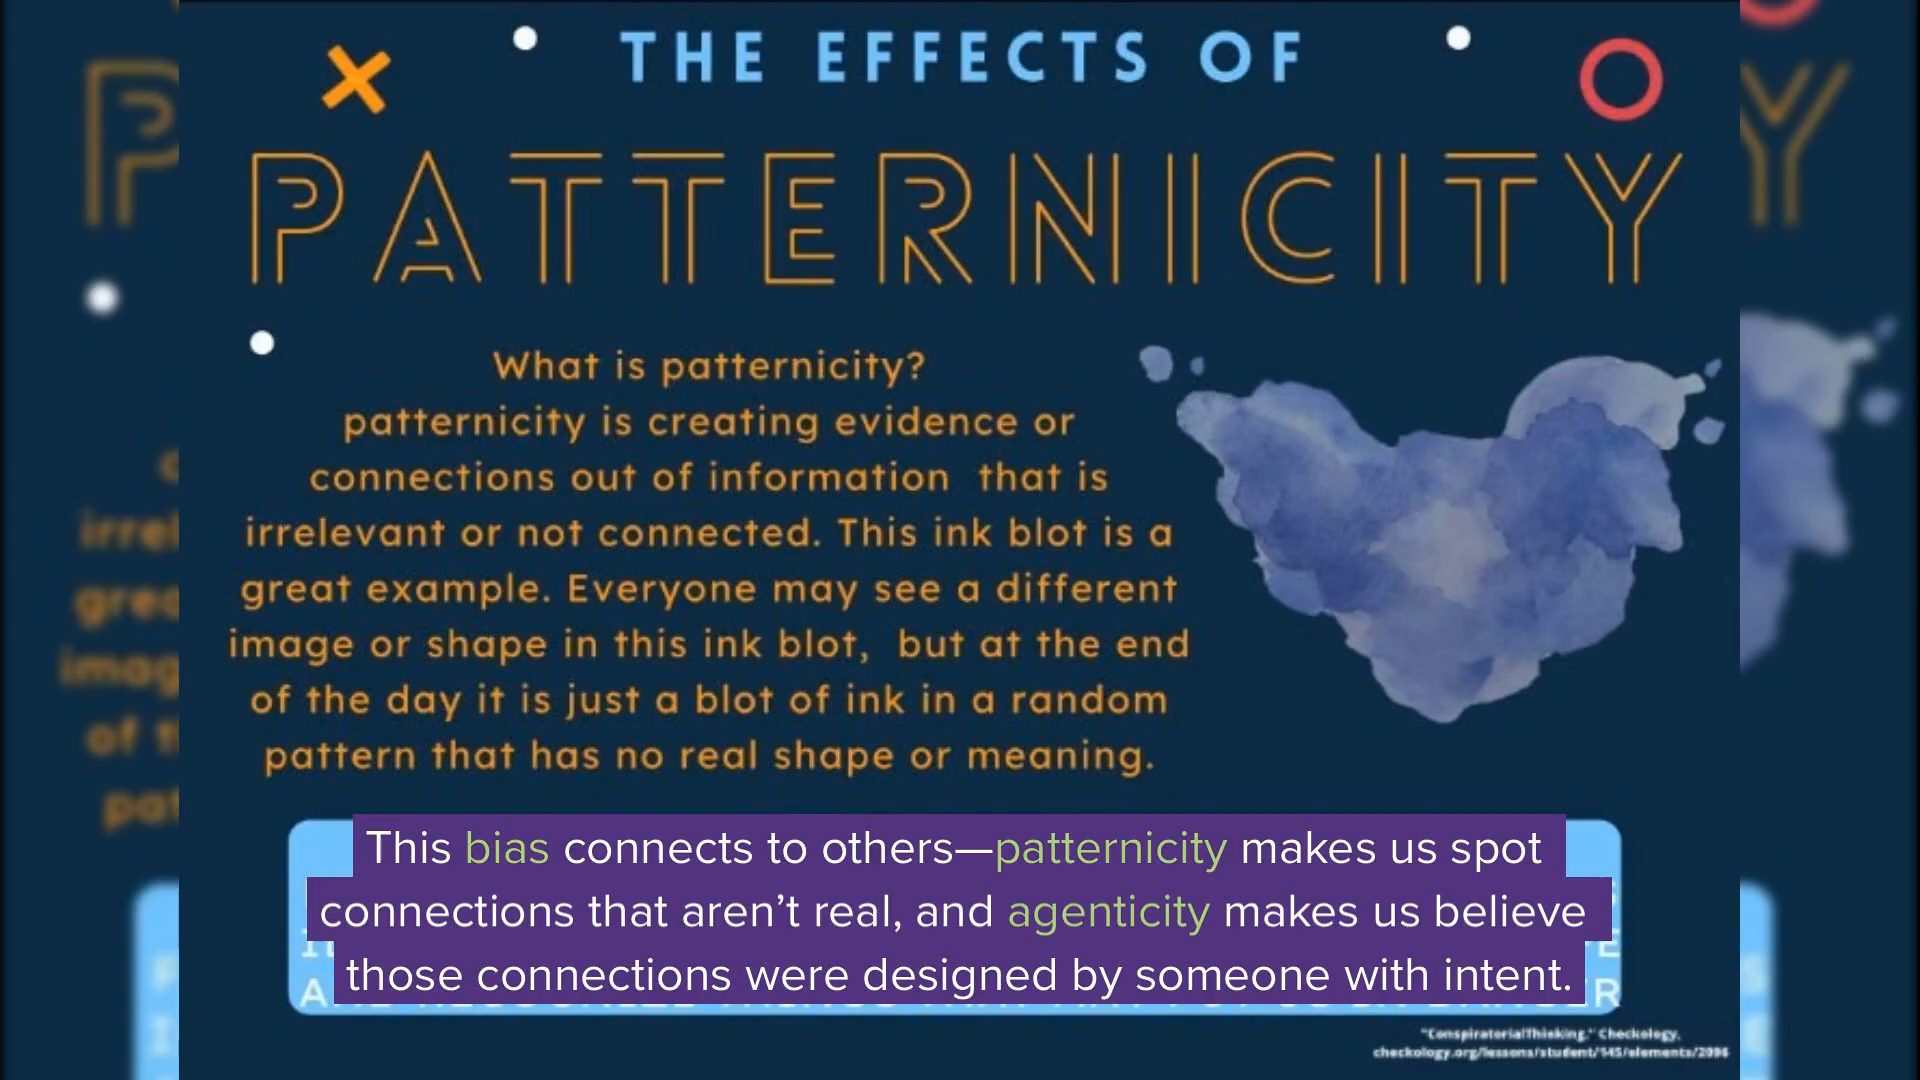 THE EFFECTS OF
PATTERNICITY
What is patternicity?
patternicity is creating evidence or
connections out of information that is
irrelevant or not connected. This ink blot is a
great example. Everyone may see a different
image or shape in this ink blot, but at the end
of the day it is just a blot of ink in a random
pattern that has no real shape or meaning.
This bias connects to others—patternicity makes us spot
connections that aren’t real, and agenticity makes us believe
those connections were designed by someone with intent.
"ConspiratorialThinking." Checkology,
checkology.org/lessons/student/145/elements/2096